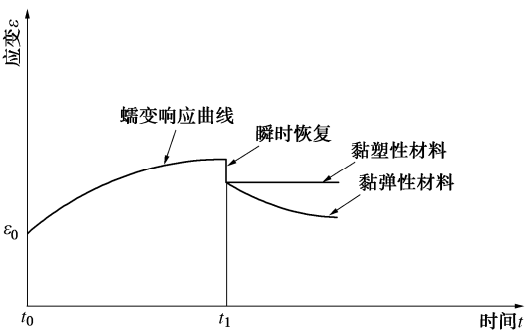 应变ε
蠕变响应曲线
瞬时恢复
黏塑性材料
黏弹性材料
ε0
t0
t1
时间t